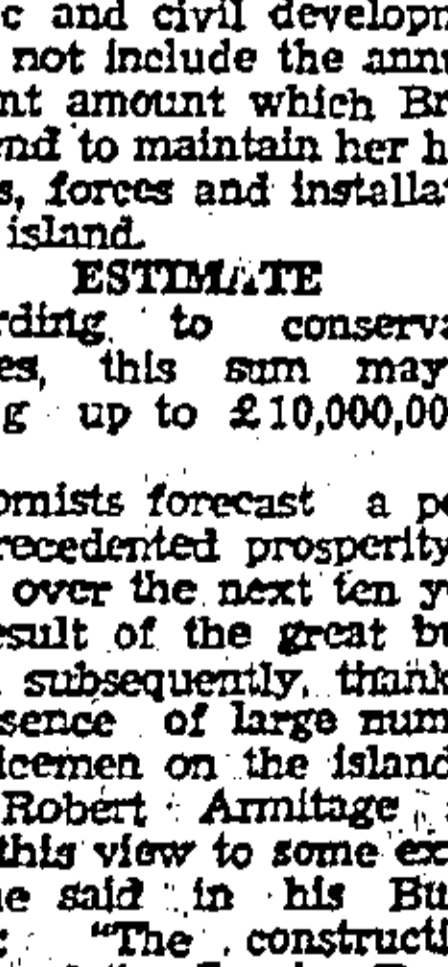 c and civil developm
not include the annu
nt amount which Br
end to maintain her h
s, forces and installat
island.
ESTIMATE
rding to conserva
es, this sum may
g up to £10,000,00
omists forecast a pe
recedented prosperity
over the next ten y
esult of the great bu
subsequently, thank
sence of large num
icemen on the island
Robert Armitage
this view to some ex
e said in his Bu
: "The constructi